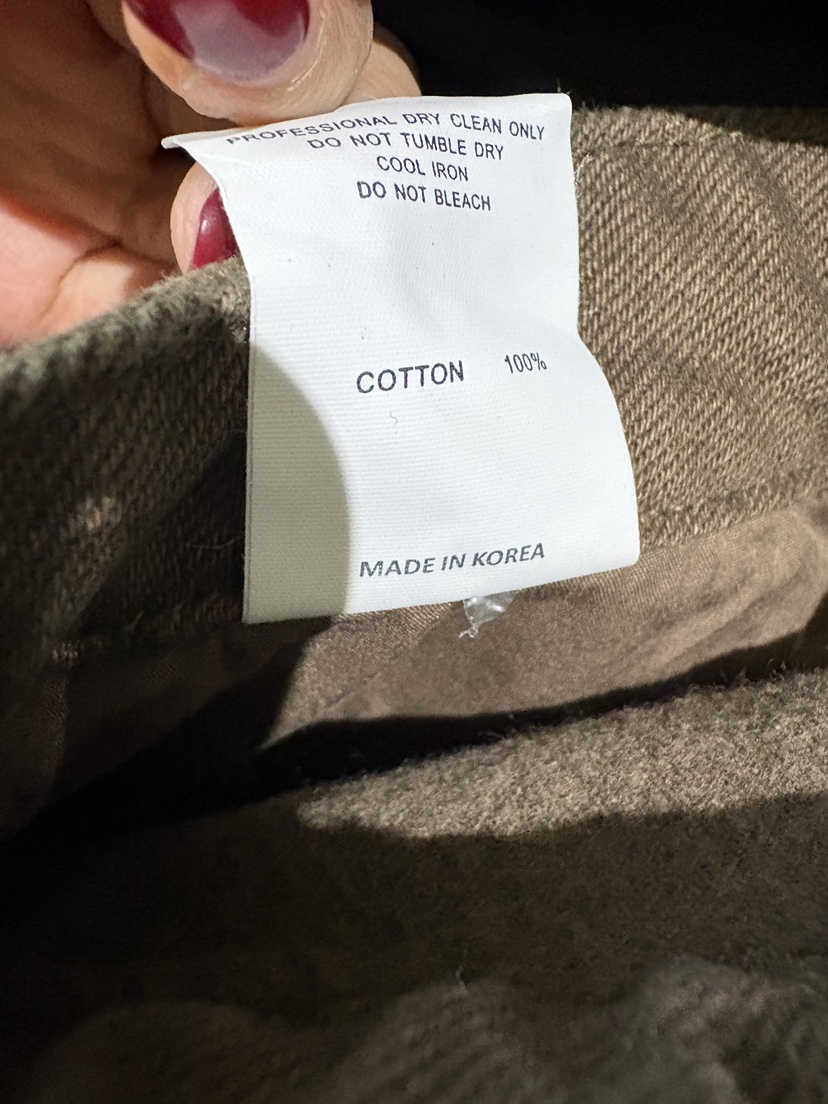 PROFESSIONAL DRY CLEAN ONLY
DO NOT TUMBLE DRY
COOL IRON
DO NOT BLEACH
COTTON 100%
MADE IN KOREA